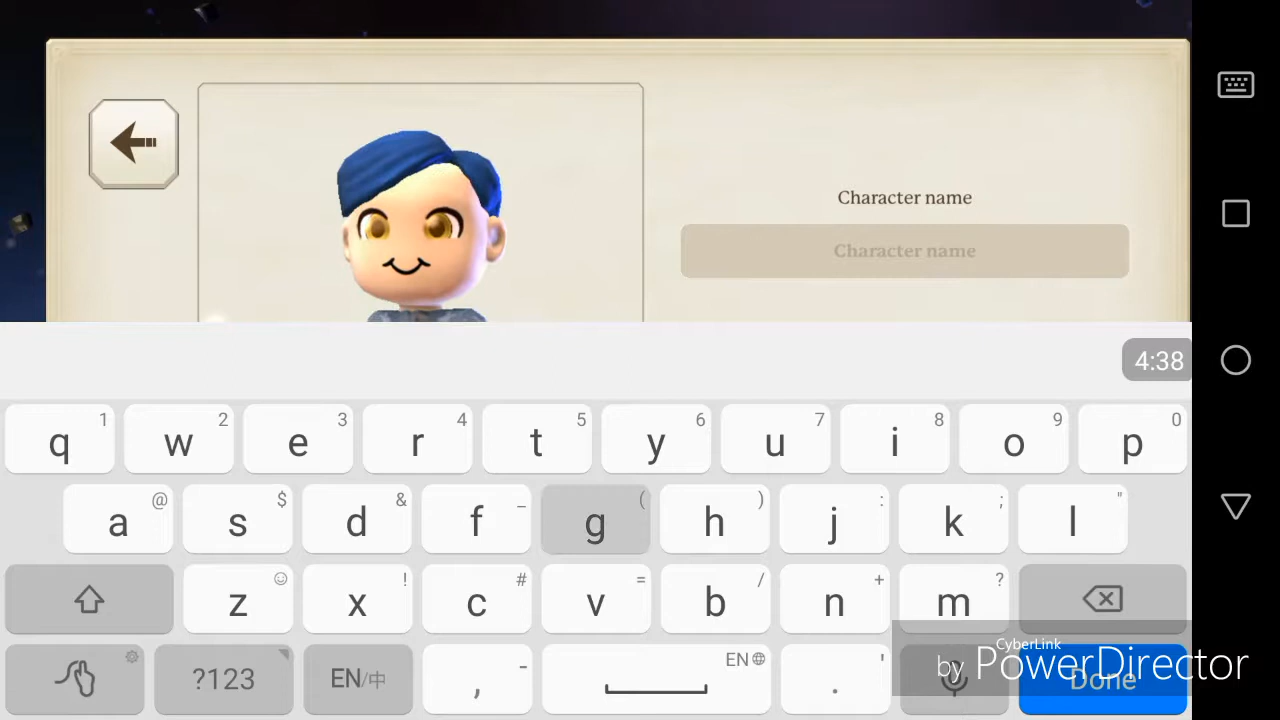 Character name
Character name
4:38
1 2 3 4 5 6 7 8 9 0
q w e r t y u i o p
@ $ & _ ( ) : ; "
a s d f g h j k l
! # = / + ?
z x c v b n m
?123 EN/中 , - EN . ' Done
CyberLink
by PowerDirector